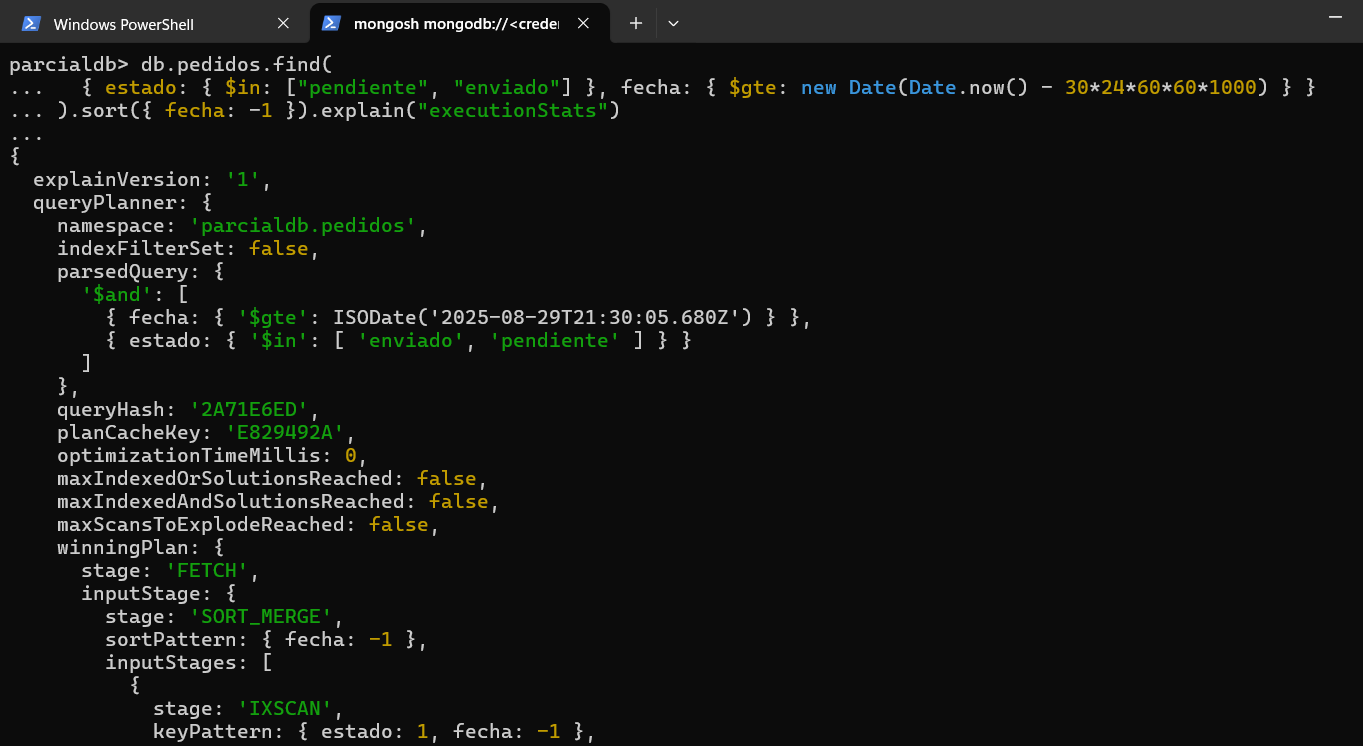 Windows PowerShell
mongosh mongodb://<creder
parcialdb> db.pedidos.find(
...   { estado: { $in: ["pendiente", "enviado"] }, fecha: { $gte: new Date(Date.now() - 30*24*60*60*1000) } }
... ).sort({ fecha: -1 }).explain("executionStats")
...
{
  explainVersion: '1',
  queryPlanner: {
    namespace: 'parcialdb.pedidos',
    indexFilterSet: false,
    parsedQuery: {
      '$and': [
        { fecha: { '$gte': ISODate('2025-08-29T21:30:05.680Z') } },
        { estado: { '$in': [ 'enviado', 'pendiente' ] } }
      ]
    },
    queryHash: '2A71E6ED',
    planCacheKey: 'E829492A',
    optimizationTimeMillis: 0,
    maxIndexedOrSolutionsReached: false,
    maxIndexedAndSolutionsReached: false,
    maxScansToExplodeReached: false,
    winningPlan: {
      stage: 'FETCH',
      inputStage: {
        stage: 'SORT_MERGE',
        sortPattern: { fecha: -1 },
        inputStages: [
          {
            stage: 'IXSCAN',
            keyPattern: { estado: 1, fecha: -1 },